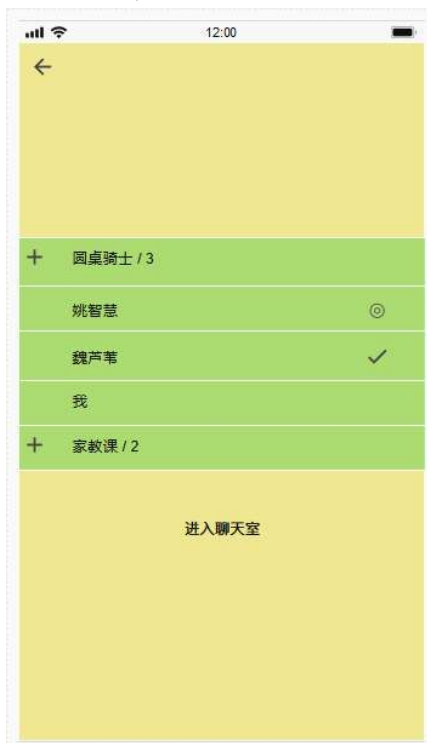 12:00
圆桌骑士 / 3
姚智慧
魏芦苇
我
家教课 / 2
进入聊天室